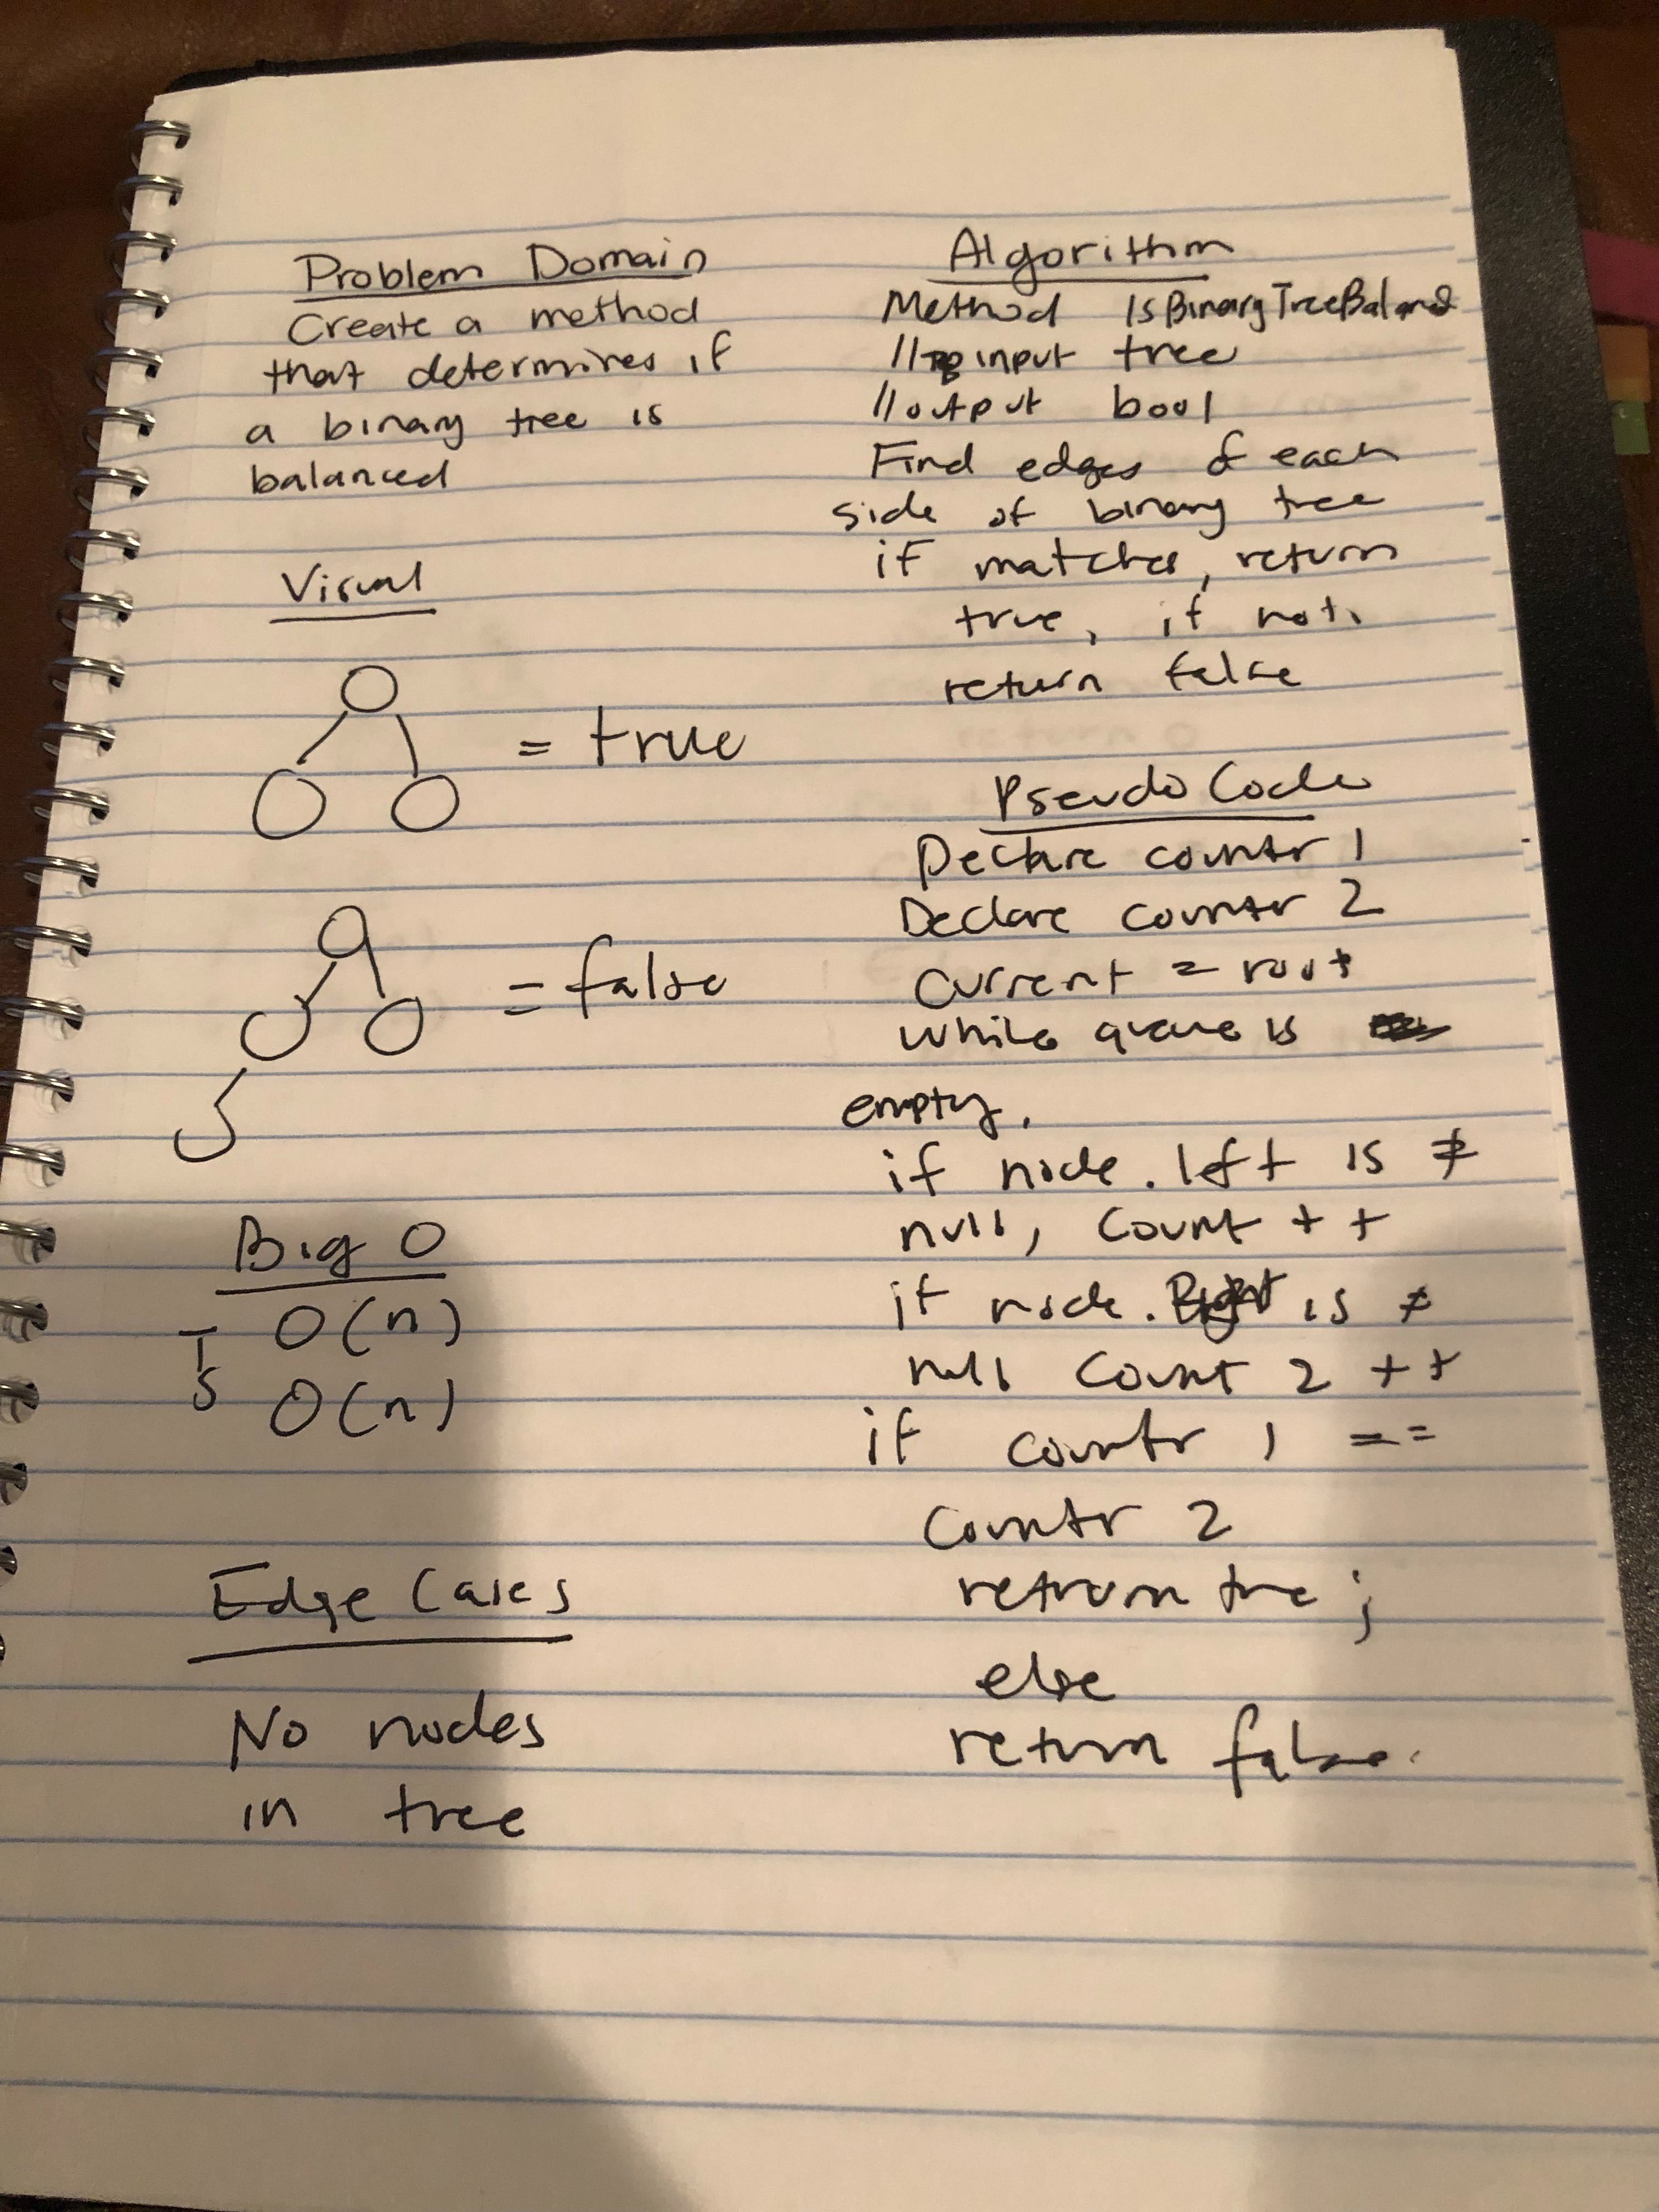 Problem Domain
Create a method
that determines if
a binary tree is
balanced
Visual
= true
= false
Big O
T O(n)
S O(n)
Edge Cases
No nodes
in tree
Algorithm
Method IsBinaryTreeBalanced
// input tree
// output bool
Find edges of each
side of binary tree
if matches, return
true, if not,
return false
Pseudo Code
Declare counter 1
Declare counter 2
Current = root
while queue is
empty,
if node.left is ≠
null, Count ++
if node.Right is ≠
null Count 2 ++
if counter 1 ==
Counter 2
return true;
else
return false.